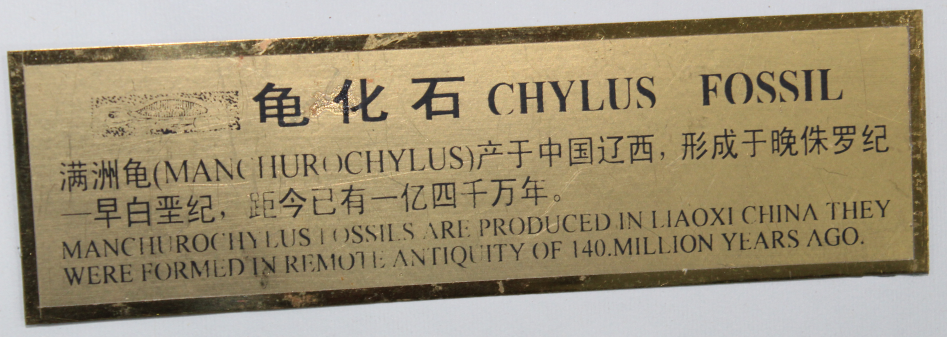 龟化石 CHYLUS FOSSIL
满洲龟(MANCHUROCHYLUS)产于中国辽西，形成于晚侏罗纪
—早白垩纪，距今已有一亿四千万年。
MANCHUROCHYLUS FOSSILS ARE PRODUCED IN LIAOXI CHINA THEY
WERE FORMED IN REMOTE ANTIQUITY OF 140.MILLION YEARS AGO.